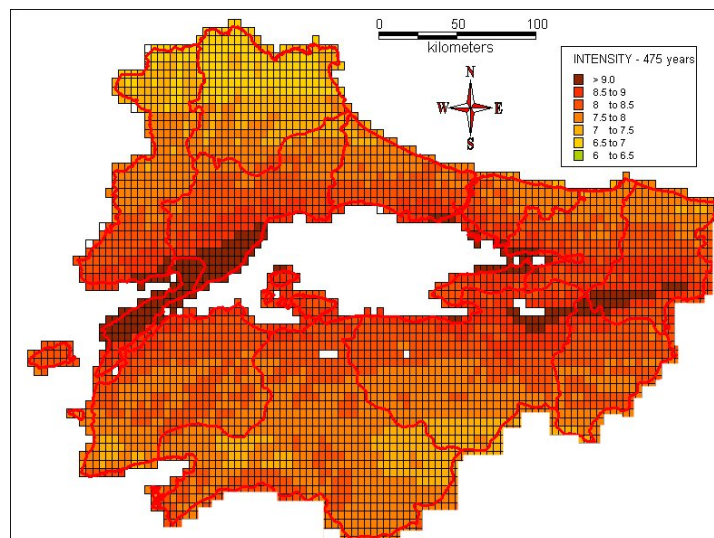 0 50 100
kilometers
N
W E
S
INTENSITY - 475 years
> 9.0
8.5 to 9
8 to 8.5
7.5 to 8
7 to 7.5
6.5 to 7
6 to 6.5